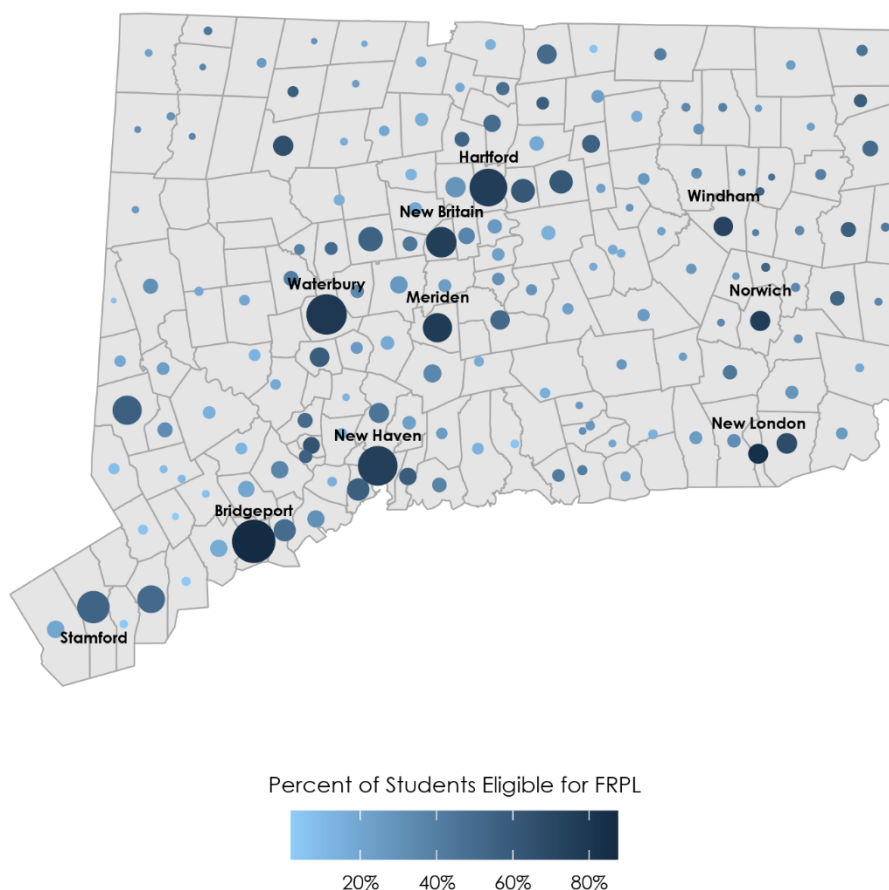 Hartford
Windham
New Britain
Waterbury
Meriden
Norwich
New London
New Haven
Bridgeport
Stamford
Percent of Students Eligible for FRPL
20% 40% 60% 80%